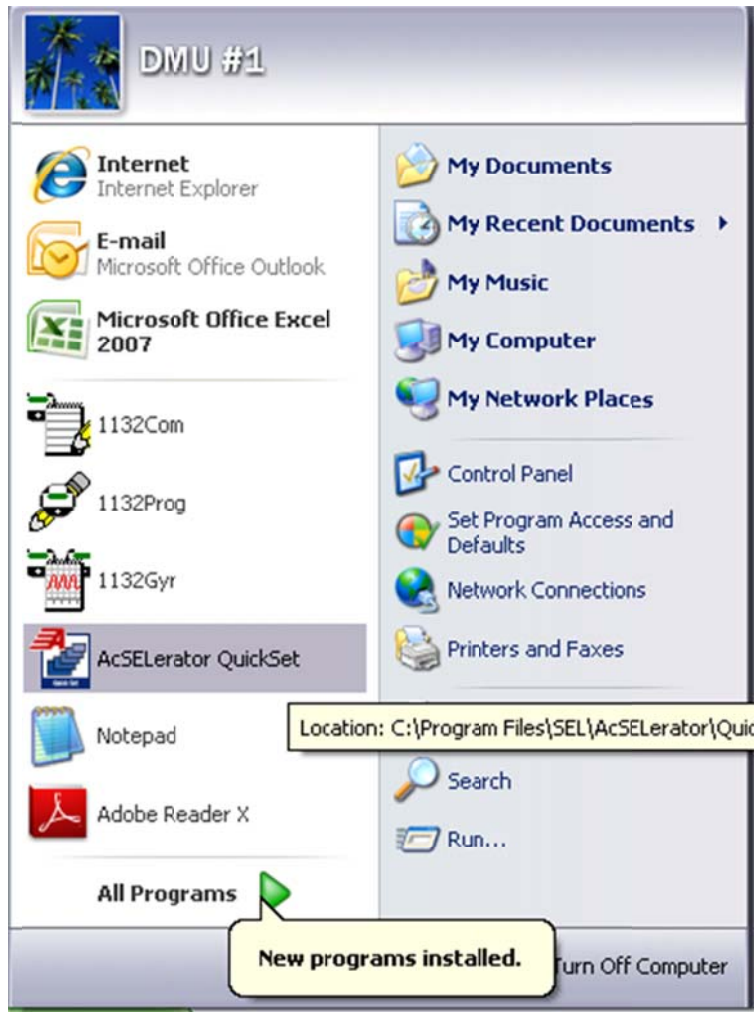 DMU #1
Internet
Internet Explorer
E-mail
Microsoft Office Outlook
Microsoft Office Excel
2007
1132Com
1132Prog
1132Gyr
AcSELerator QuickSet
Notepad
Adobe Reader X
All Programs
My Documents
My Recent Documents
My Music
My Computer
My Network Places
Control Panel
Set Program Access and
Defaults
Network Connections
Printers and Faxes
Location: C:\Program Files\SEL\AcSELerator\Quic
Search
Run...
New programs installed.
Turn Off Computer